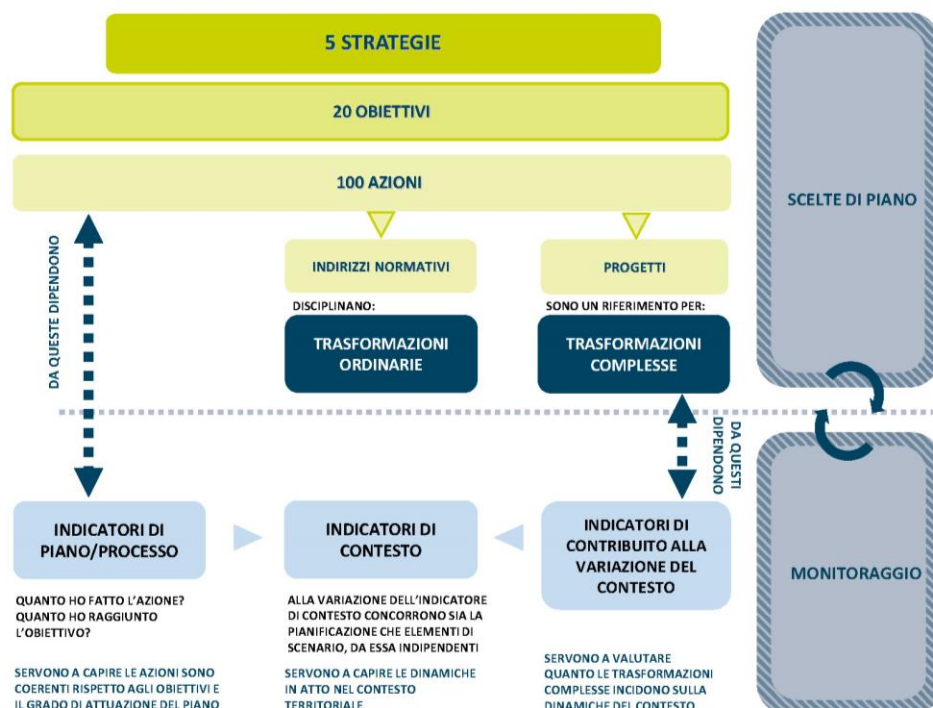 5 STRATEGIE
20 OBIETTIVI
100 AZIONI
SCELTE DI PIANO
DA QUESTE DIPENDONO
INDIRIZZI NORMATIVI
PROGETTI
DISCIPLINANO:
SONO UN RIFERIMENTO PER:
TRASFORMAZIONI
ORDINARIE
TRASFORMAZIONI
COMPLESSE
DA QUESTI
DIPENDONO
INDICATORI DI
PIANO/PROCESSO
INDICATORI DI
CONTESTO
INDICATORI DI
CONTRIBUITO ALLA
VARIAZIONE DEL
CONTESTO
MONITORAGGIO
QUANTO HO FATTO L'AZIONE?
QUANTO HO RAGGIUNTO
L'OBIETTIVO?
ALLA VARIAZIONE DELL'INDICATORE
DI CONTESTO CONCORRONO SIA LA
PIANIFICAZIONE CHE ELEMENTI DI
SCENARIO, DA ESSA INDIPENDENTI
SERVONO A CAPIRE LE AZIONI SONO
COERENTI RISPETTO AGLI OBIETTIVI E
IL GRADO DI ATTUAZIONE DEL PIANO
SERVONO A CAPIRE LE DINAMICHE
IN ATTO NEL CONTESTO
TERRITORIALE
SERVONO A VALUTARE
QUANTO LE TRASFORMAZIONI
COMPLESSE INCIDONO SULLA
DINAMICHE DEL CONTESTO